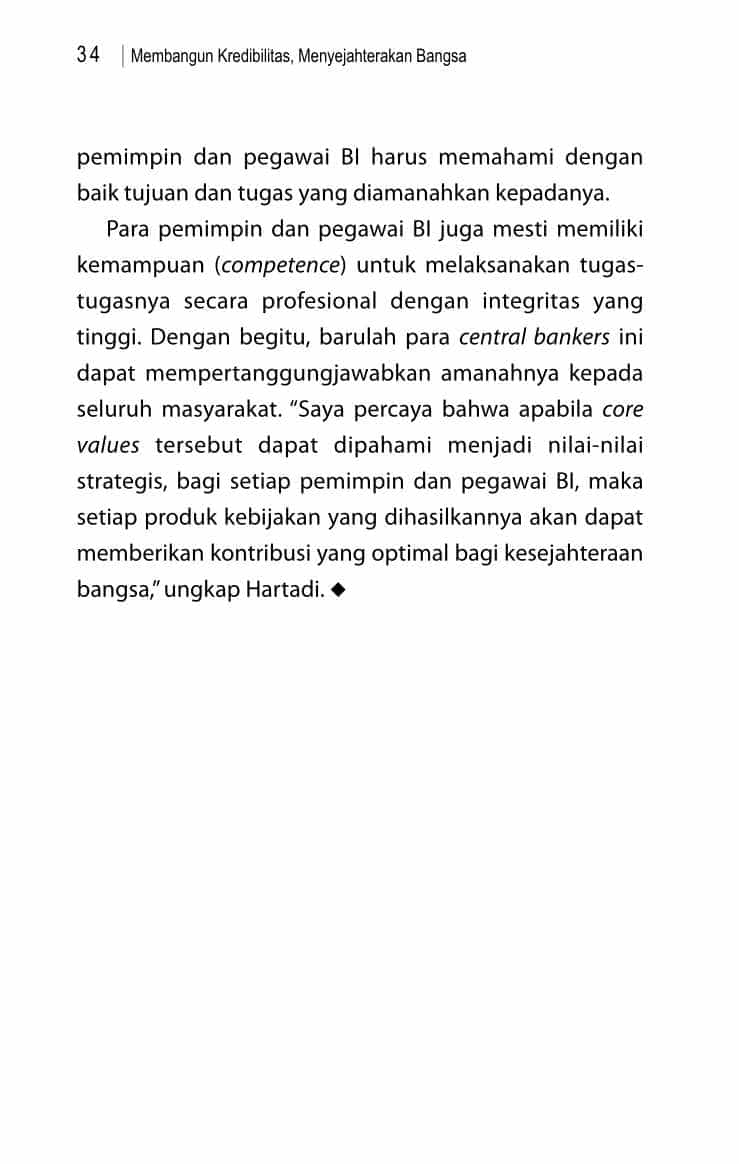 34 | Membangun Kredibilitas, Menyejahterakan Bangsa
pemimpin dan pegawai BI harus memahami dengan
baik tujuan dan tugas yang diamanahkan kepadanya.
Para pemimpin dan pegawai BI juga mesti memiliki
kemampuan (competence) untuk melaksanakan tugas-
tugasnya secara profesional dengan integritas yang
tinggi. Dengan begitu, barulah para central bankers ini
dapat mempertanggungjawabkan amanahnya kepada
seluruh masyarakat. “Saya percaya bahwa apabila core
values tersebut dapat dipahami menjadi nilai-nilai
strategis, bagi setiap pemimpin dan pegawai BI, maka
setiap produk kebijakan yang dihasilkannya akan dapat
memberikan kontribusi yang optimal bagi kesejahteraan
bangsa,” ungkap Hartadi. ◆